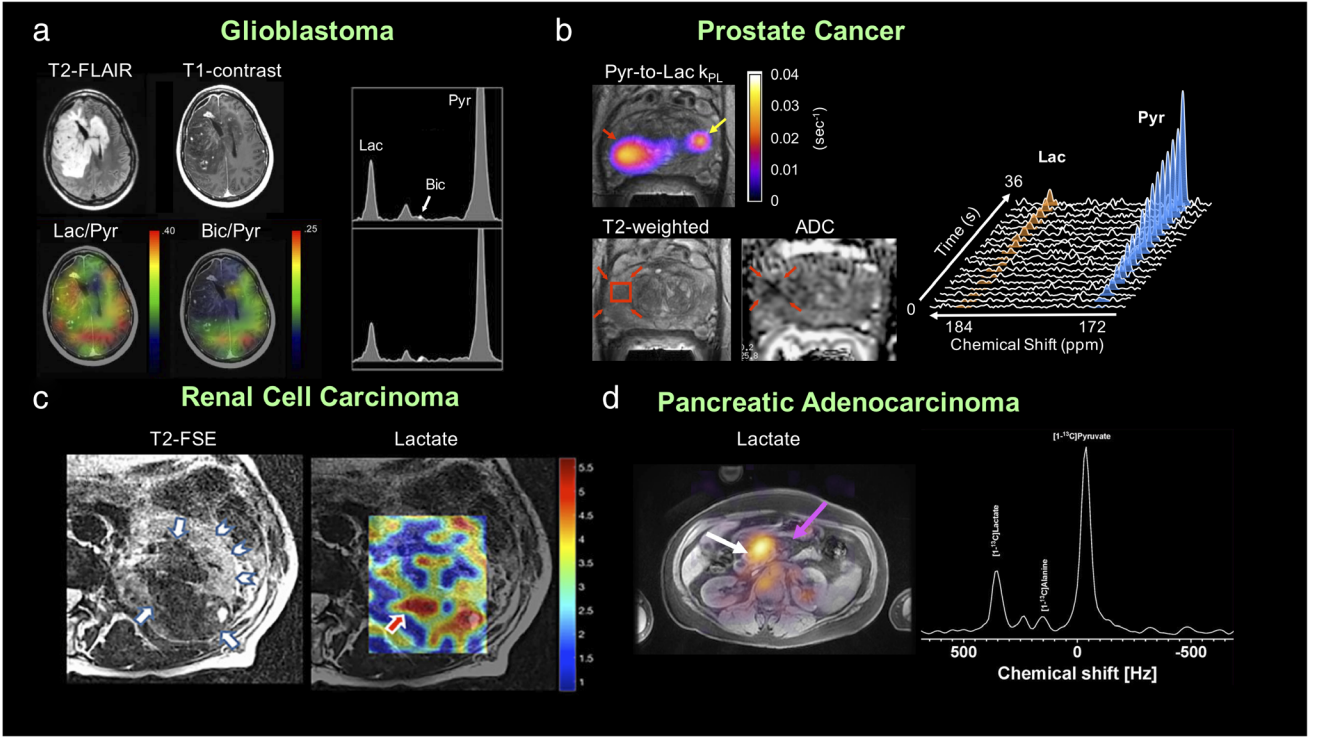 a
Glioblastoma
T2-FLAIR
T1-contrast
Pyr
Lac
Bic
Lac/Pyr
.40
Bic/Pyr
.25
b
Prostate Cancer
Pyr-to-Lac kPL
0.04
0.03
0.02
0.01
0
(sec-1)
T2-weighted
ADC
Pyr
Lac
36
Time (s)
0
184
172
Chemical Shift (ppm)
c
Renal Cell Carcinoma
T2-FSE
Lactate
5.5
5
4.5
4
3.5
3
2.5
2
1.5
1
d
Pancreatic Adenocarcinoma
Lactate
[1-13C]Pyruvate
[1-13C]Lactate
[1-13C]Alanine
500
0
-500
Chemical shift [Hz]